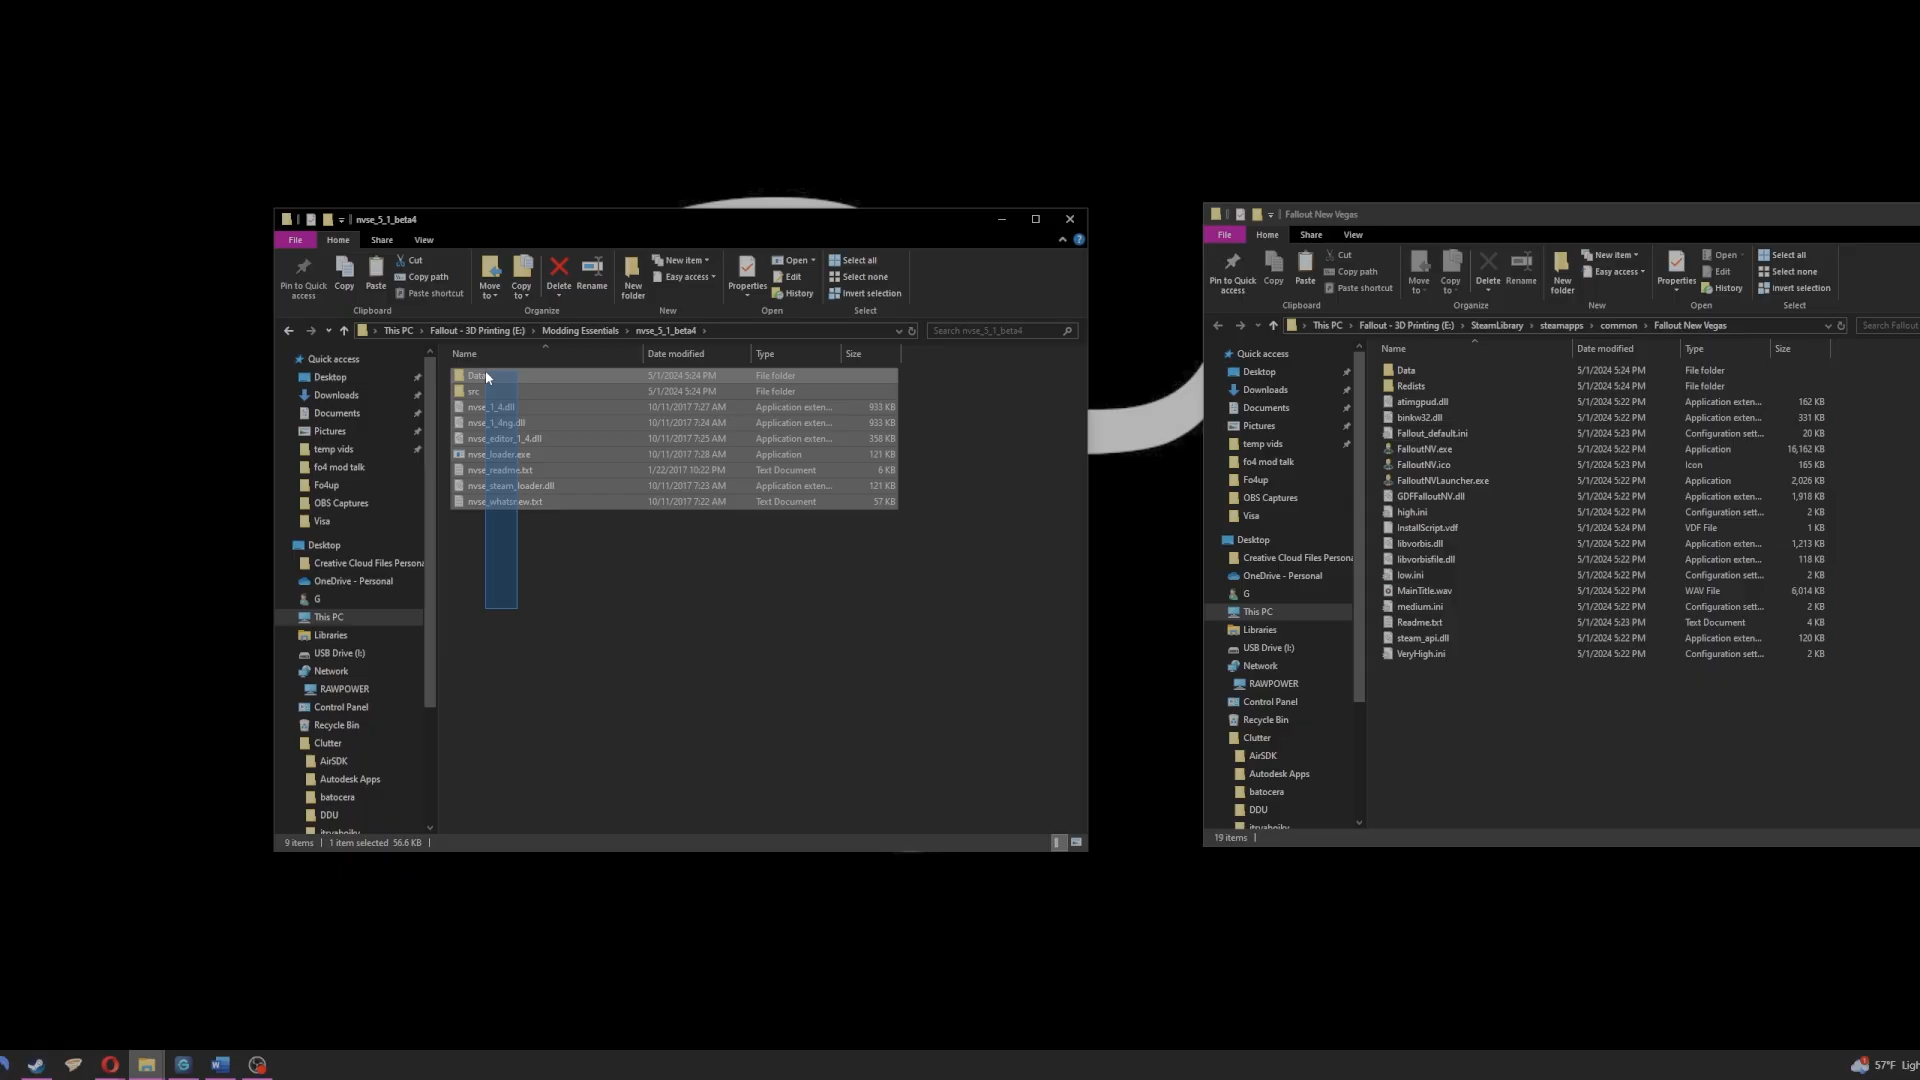 nvse_5_1_beta4
File Home Share View
Pin to Quick access
Copy
Paste
Cut
Copy path
Paste shortcut
Move to
Copy to
Delete
Rename
New folder
New item
Easy access
Properties
Open
Edit
History
Select all
Select none
Invert selection
Clipboard Organize New Open Select
This PC › Fallout - 3D Printing (E:) › Modding Essentials › nvse_5_1_beta4 ›
Search nvse_5_1_beta4
Quick access
Desktop
Downloads
Documents
Pictures
temp vids
fo4 mod talk
Fo4up
OBS Captures
Visa
Desktop
Creative Cloud Files Persona
OneDrive - Personal
G
This PC
Libraries
USB Drive (I:)
Network
RAWPOWER
Control Panel
Recycle Bin
Clutter
AirSDK
Autodesk Apps
batocera
DDU
Name Date modified Type Size
Data 5/1/2024 5:24 PM File folder
src 5/1/2024 5:24 PM File folder
nvse_1_4.dll 10/11/2017 7:27 AM Application exten... 933 KB
nvse_1_4ng.dll 10/11/2017 7:24 AM Application exten... 933 KB
nvse_editor_1_4.dll 10/11/2017 7:25 AM Application exten... 358 KB
nvse_loader.exe 10/11/2017 7:28 AM Application 121 KB
nvse_readme.txt 1/22/2017 10:22 PM Text Document 6 KB
nvse_steam_loader.dll 10/11/2017 7:23 AM Application exten... 121 KB
nvse_whatsnew.txt 10/11/2017 7:22 AM Text Document 57 KB
9 items 1 item selected 56.6 KB
Fallout New Vegas
File Home Share View
Pin to Quick access
Copy
Paste
Cut
Copy path
Paste shortcut
Move to
Copy to
Delete
Rename
New folder
New item
Easy access
Properties
Open
Edit
History
Select all
Select none
Invert selection
Clipboard Organize New Open Select
This PC › Fallout - 3D Printing (E:) › SteamLibrary › steamapps › common › Fallout New Vegas
Search Fallout
Quick access
Desktop
Downloads
Documents
Pictures
temp vids
fo4 mod talk
Fo4up
OBS Captures
Visa
Desktop
Creative Cloud Files Persona
OneDrive - Personal
G
This PC
Libraries
USB Drive (I:)
Network
RAWPOWER
Control Panel
Recycle Bin
Clutter
AirSDK
Autodesk Apps
batocera
DDU
Name Date modified Type Size
Data 5/1/2024 5:24 PM File folder
Redists 5/1/2024 5:24 PM File folder
atimgpud.dll 5/1/2024 5:22 PM Application exten... 162 KB
binkw32.dll 5/1/2024 5:22 PM Application exten... 331 KB
Fallout_default.ini 5/1/2024 5:23 PM Configuration sett... 20 KB
FalloutNV.exe 5/1/2024 5:22 PM Application 16,162 KB
FalloutNV.ico 5/1/2024 5:23 PM Icon 165 KB
FalloutNVLauncher.exe 5/1/2024 5:22 PM Application 2,026 KB
GDFFalloutNV.dll 5/1/2024 5:22 PM Application exten... 1,918 KB
high.ini 5/1/2024 5:22 PM Configuration sett... 2 KB
InstallScript.vdf 5/1/2024 5:24 PM VDF File 1 KB
libvorbis.dll 5/1/2024 5:22 PM Application exten... 1,213 KB
libvorbisfile.dll 5/1/2024 5:22 PM Application exten... 118 KB
low.ini 5/1/2024 5:22 PM Configuration sett... 2 KB
MainTitle.wav 5/1/2024 5:22 PM WAV File 6,014 KB
medium.ini 5/1/2024 5:22 PM Configuration sett... 2 KB
Readme.txt 5/1/2024 5:23 PM Text Document 4 KB
steam_api.dll 5/1/2024 5:22 PM Application exten... 120 KB
VeryHigh.ini 5/1/2024 5:22 PM Configuration sett... 2 KB
19 items
57°F Ligh